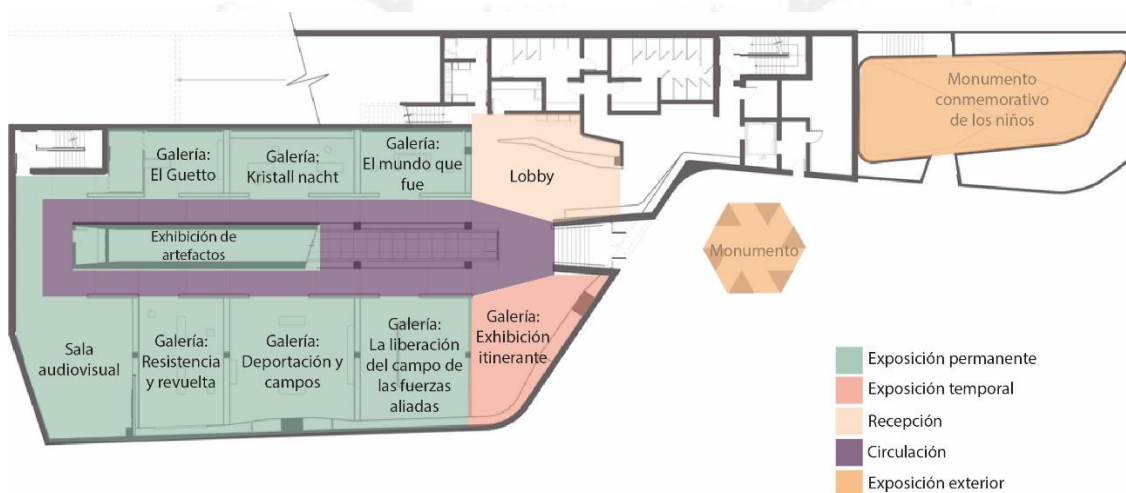 Monumento
conmemorativo
de los niños
Galería:
El Guetto
Galería:
Kristall nacht
Galería:
El mundo que
fue
Lobby
Exhibición de
artefactos
Monumento
Sala
audiovisual
Galería:
Resistencia
y revuelta
Galería:
Deportación y
campos
Galería:
La liberación
del campo de
las fuerzas
aliadas
Galería:
Exhibición
itinerante
Exposición permanente
Exposición temporal
Recepción
Circulación
Exposición exterior